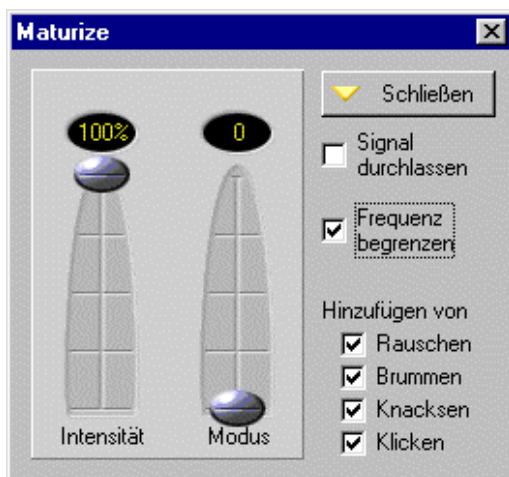 Maturize
100%
0
Intensität
Modus
Schließen
Signal
durchlassen
Frequenz
begrenzen
Hinzufügen von
Rauschen
Brummen
Knacksen
Klicken